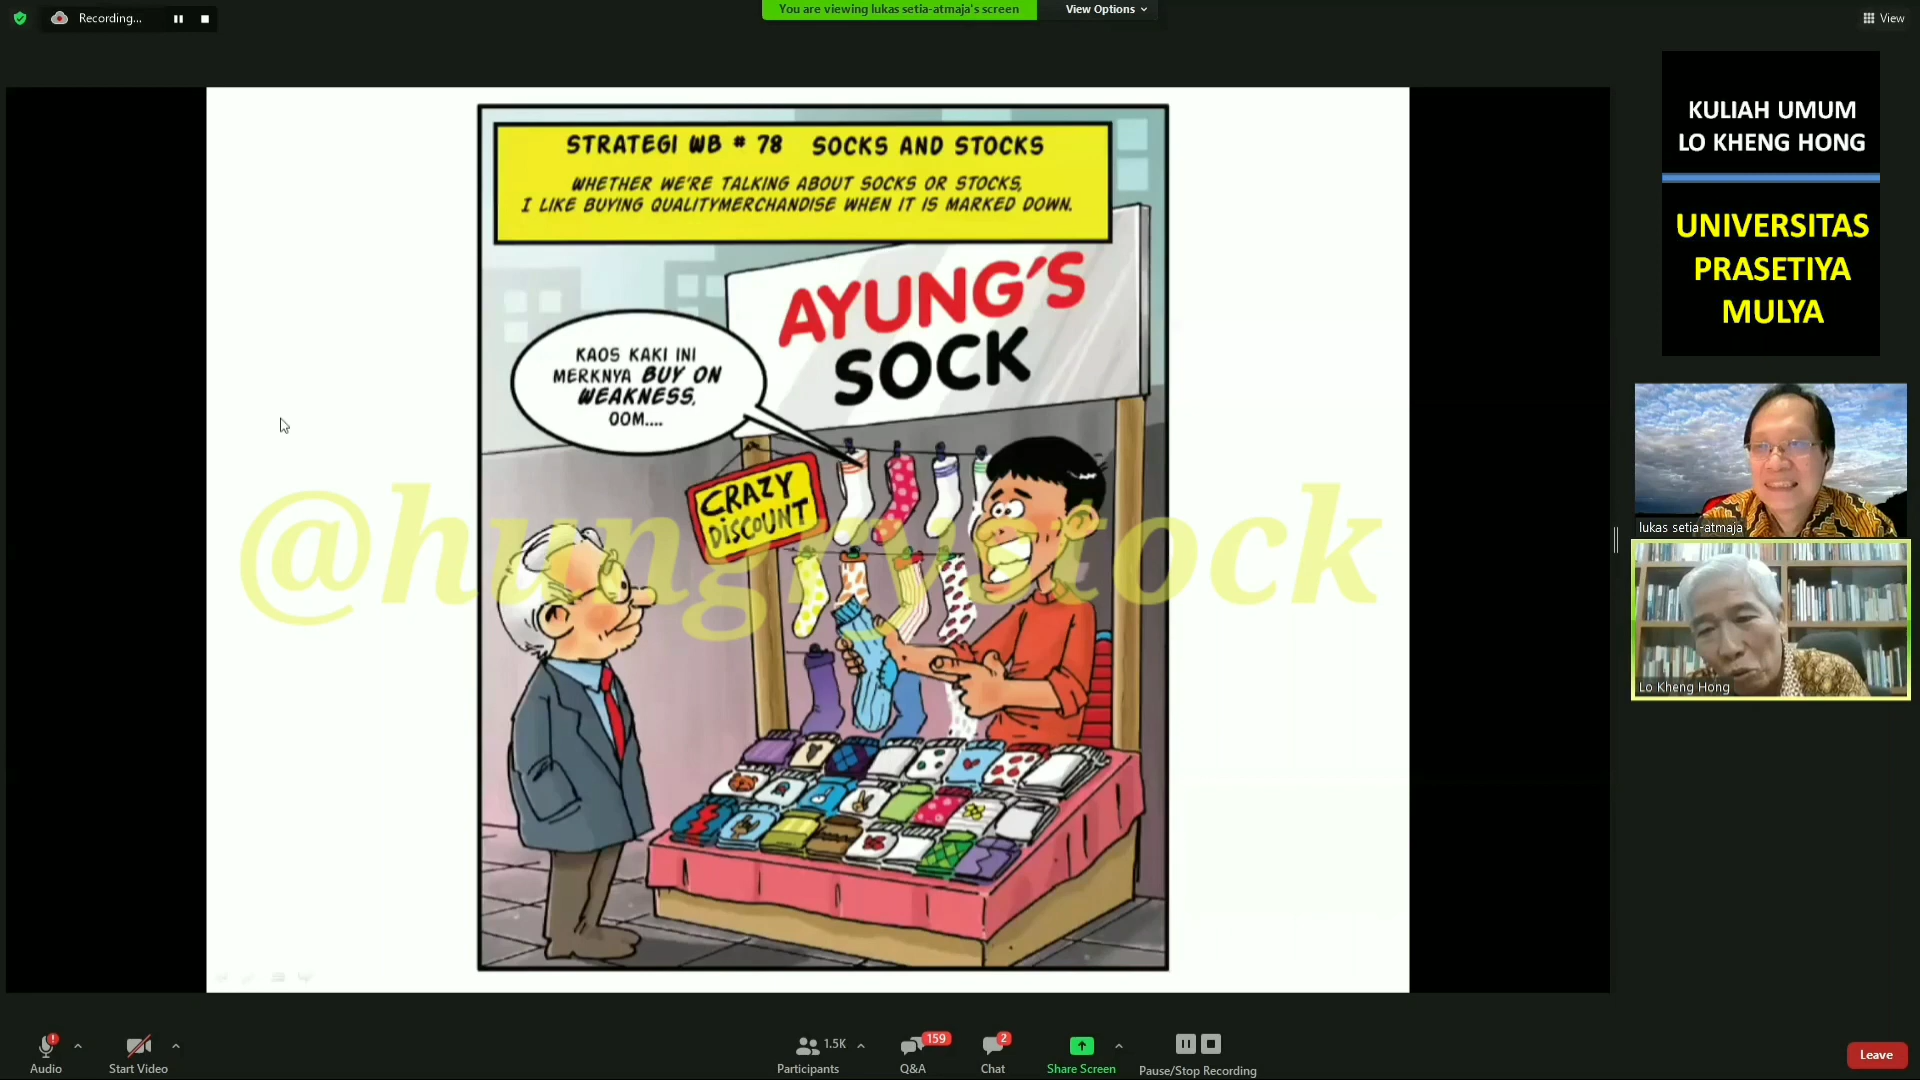 Recording...
You are viewing lukas setia-atmaja's screen
View Options
View
STRATEGI WB # 78 SOCKS AND STOCKS
WHETHER WE'RE TALKING ABOUT SOCKS OR STOCKS,
I LIKE BUYING QUALITYMERCHANDISE WHEN IT IS MARKED DOWN.
AYUNG'S
SOCK
KAOS KAKI INI
MERKNYA BUY ON
WEAKNESS,
OOM....
CRAZY
DISCOUNT
@hungrystock
KULIAH UMUM
LO KHENG HONG
UNIVERSITAS
PRASETIYA
MULYA
lukas setia-atmaja
Lo Kheng Hong
Audio
Start Video
1.5K
Participants
159
Q&A
2
Chat
Share Screen
Pause/Stop Recording
Leave